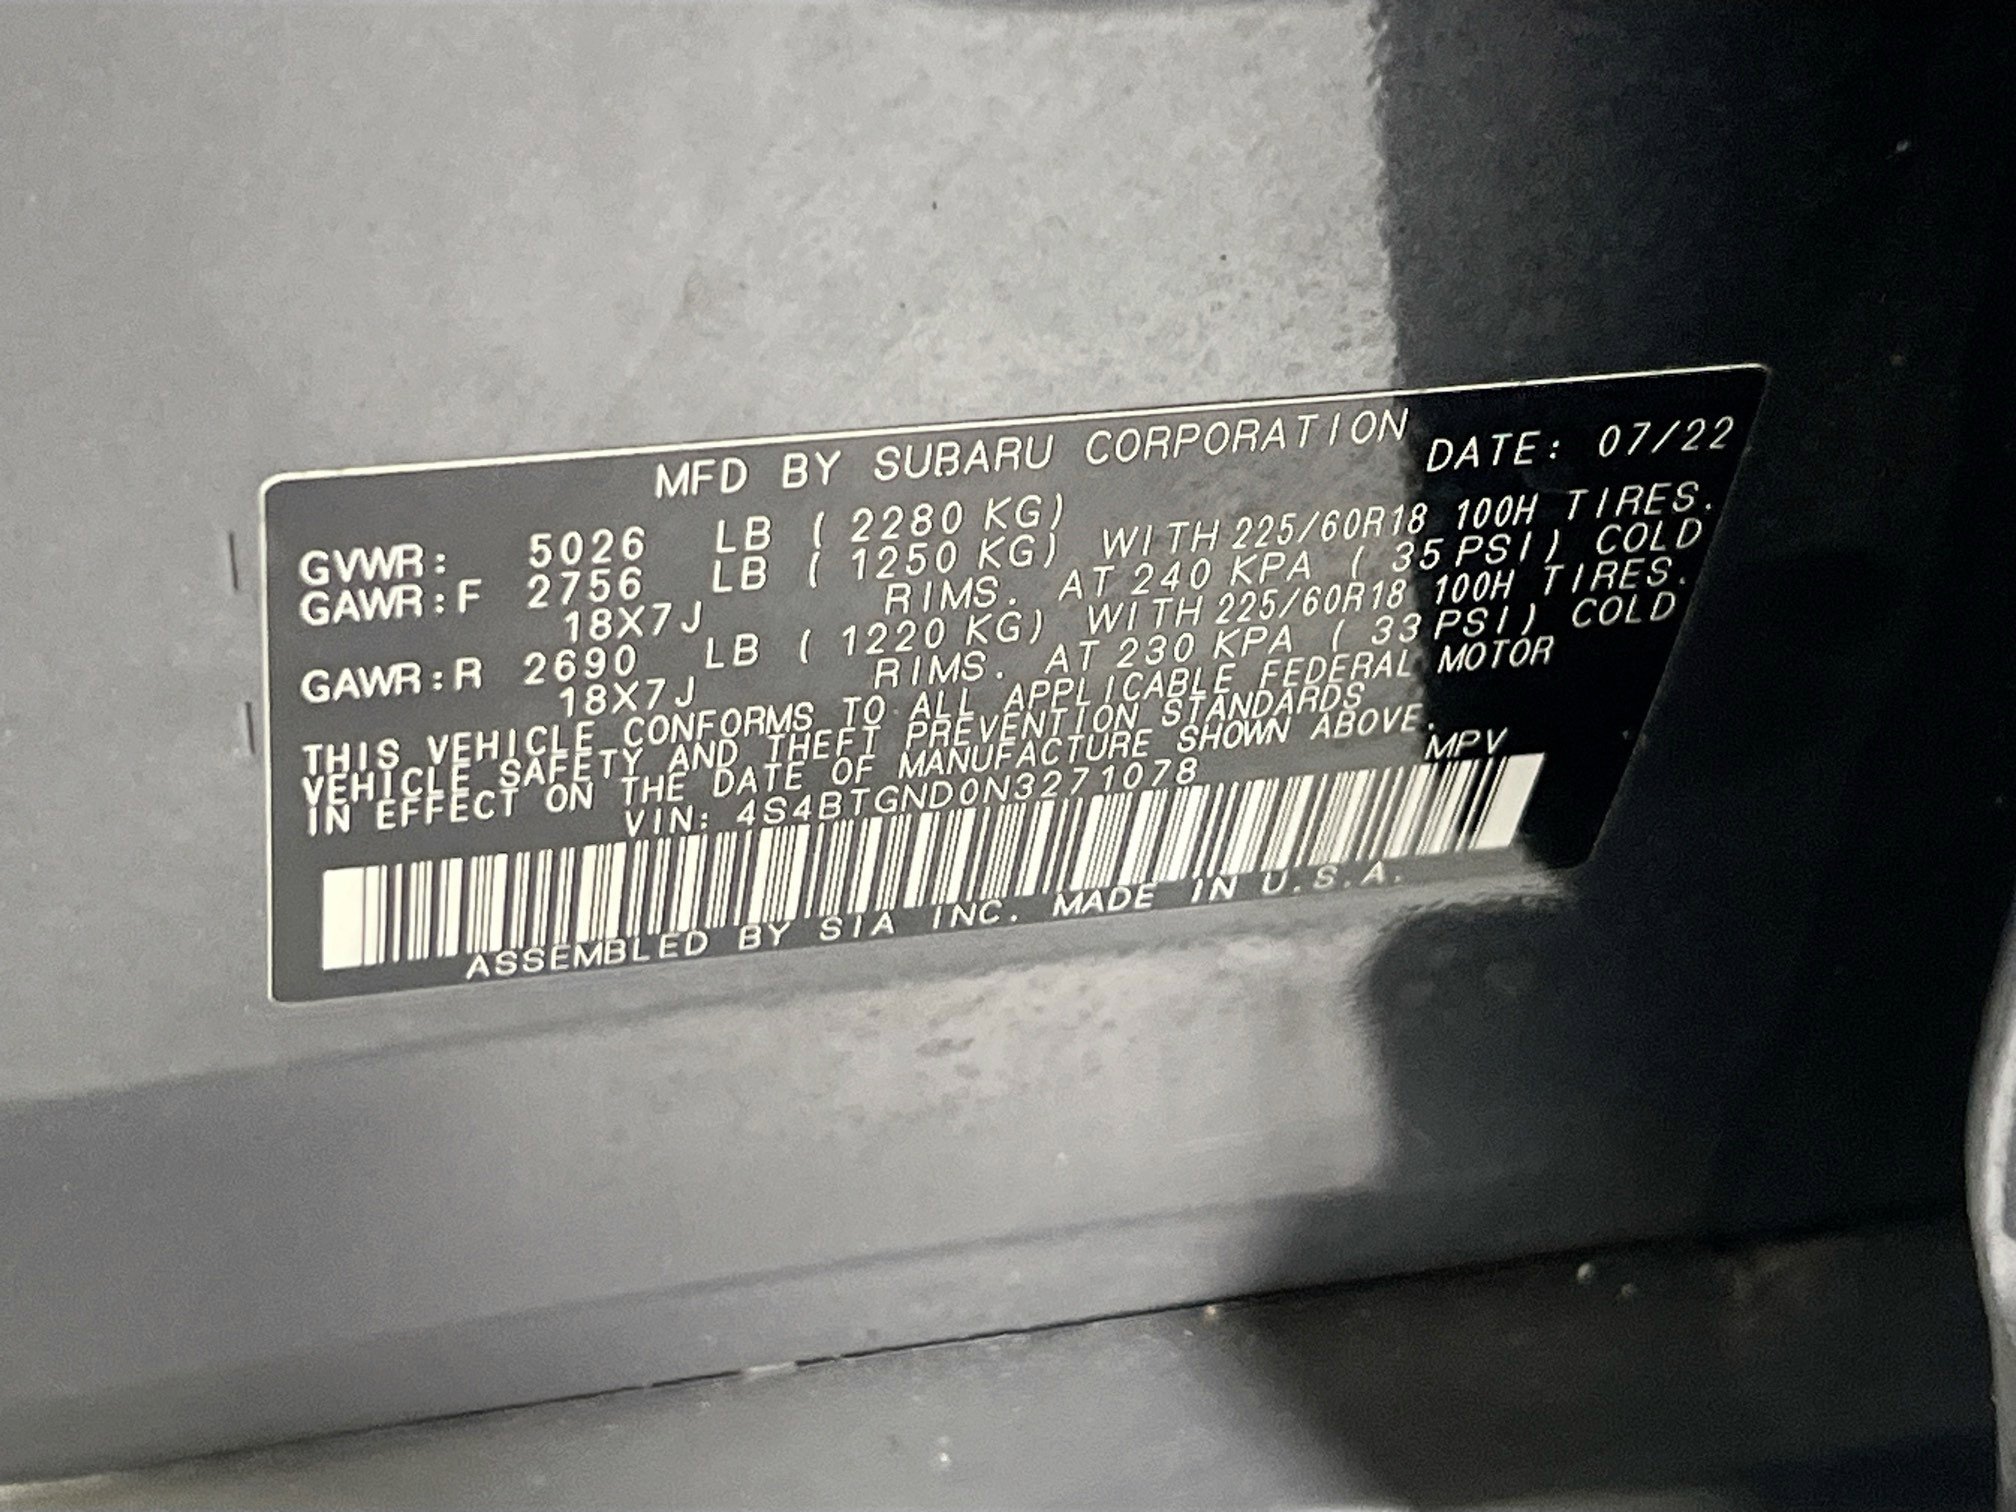 MFD BY SUBARU CORPORATION DATE: 07/22
GVWR: 5026 LB ( 2280 KG)
GAWR:F 2756 LB ( 1250 KG) WITH 225/60R18 100H TIRES.
18X7J RIMS. AT 240 KPA ( 35 PSI) COLD
GAWR:R 2690 LB ( 1220 KG) WITH 225/60R18 100H TIRES.
18X7J RIMS. AT 230 KPA ( 33 PSI) COLD
THIS VEHICLE CONFORMS TO ALL APPLICABLE FEDERAL MOTOR
VEHICLE SAFETY AND THEFT PREVENTION STANDARDS
IN EFFECT ON THE DATE OF MANUFACTURE SHOWN ABOVE.
VIN: 4S4BTGND0N3271078 MPV
ASSEMBLED BY SIA INC. MADE IN U.S.A.